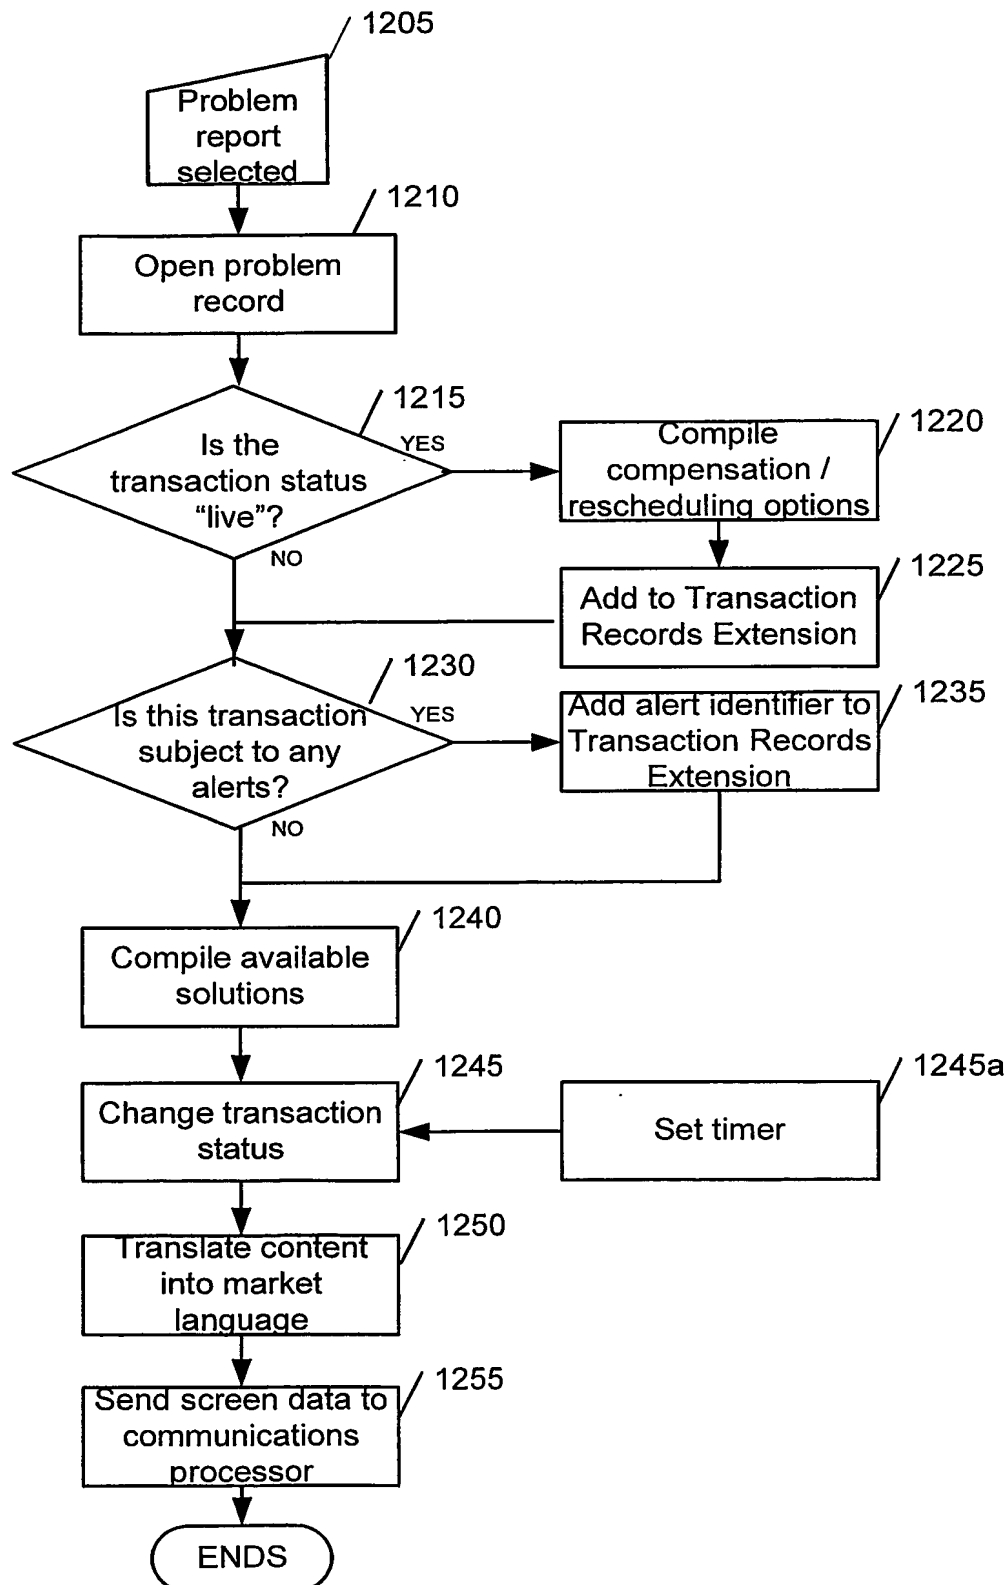 1205
Problem
report
selected
1210
Open problem
record
1215
Is the
transaction status
“live”?
YES
NO
1220
Compile
compensation /
rescheduling options
1225
Add to Transaction
Records Extension
1230
Is this transaction
subject to any
alerts?
YES
NO
1235
Add alert identifier to
Transaction Records
Extension
1240
Compile available
solutions
1245
Change transaction
status
1245a
Set timer
1250
Translate content
into market
language
1255
Send screen data to
communications
processor
ENDS